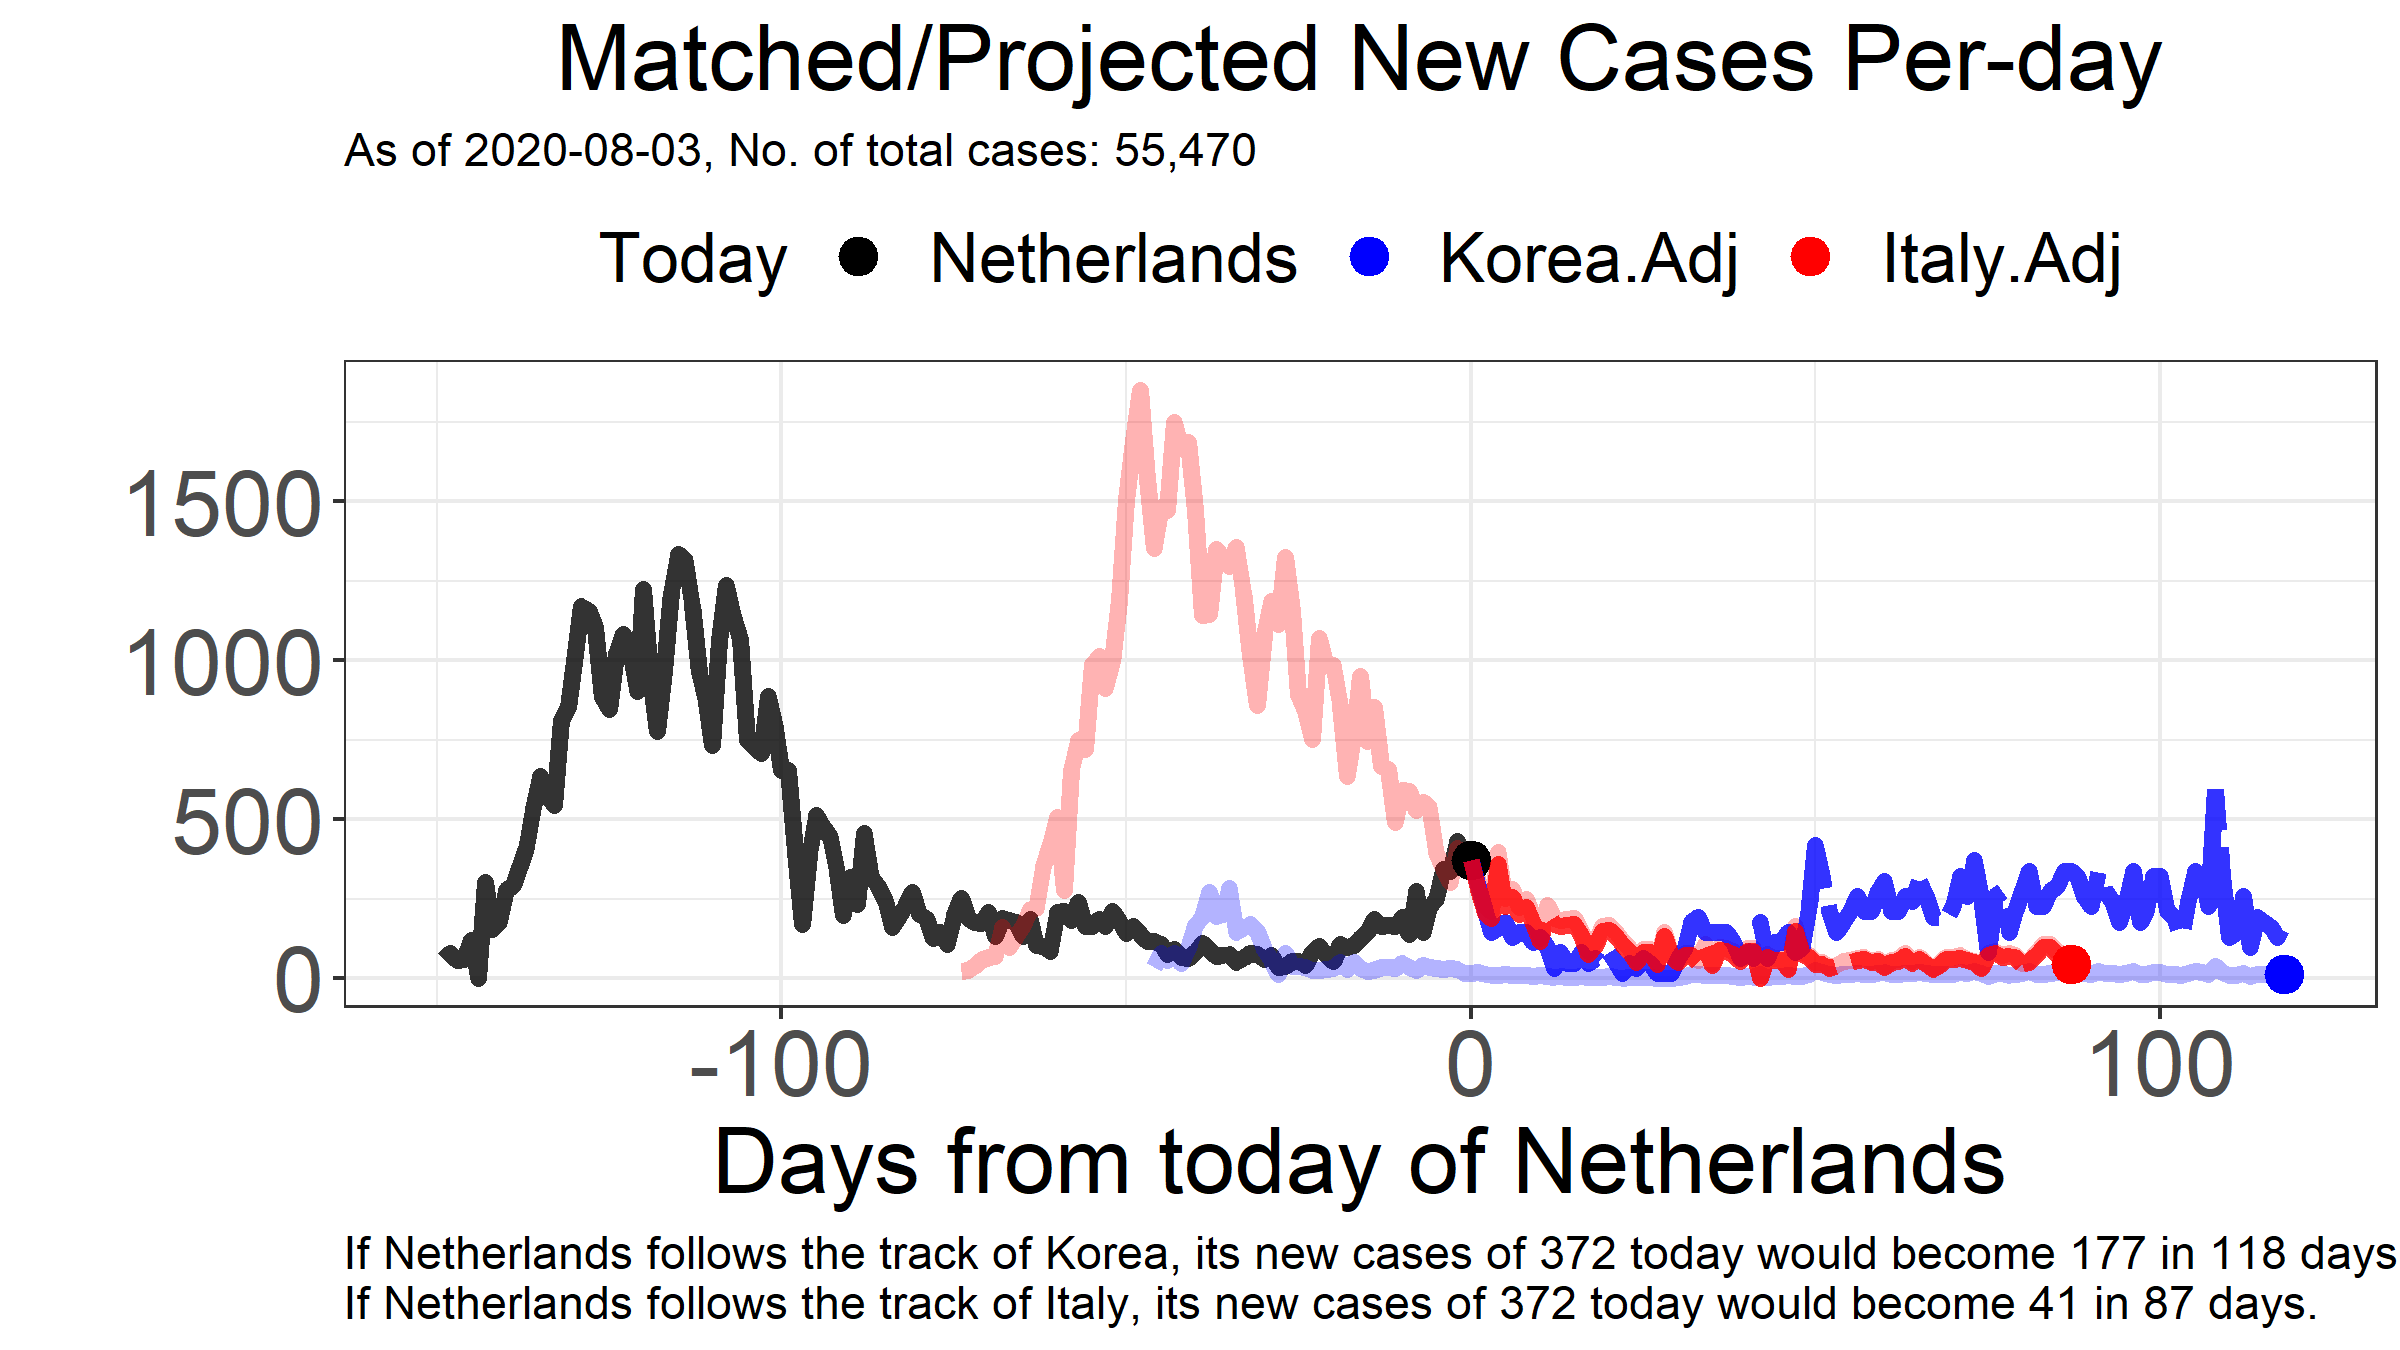 Matched/Projected New Cases Per-day
As of 2020-08-03, No. of total cases: 55,470
Today Netherlands Korea.Adj Italy.Adj
1500
1000
500
0
-100 0 100
Days from today of Netherlands
If Netherlands follows the track of Korea, its new cases of 372 today would become 177 in 118 days
If Netherlands follows the track of Italy, its new cases of 372 today would become 41 in 87 days.